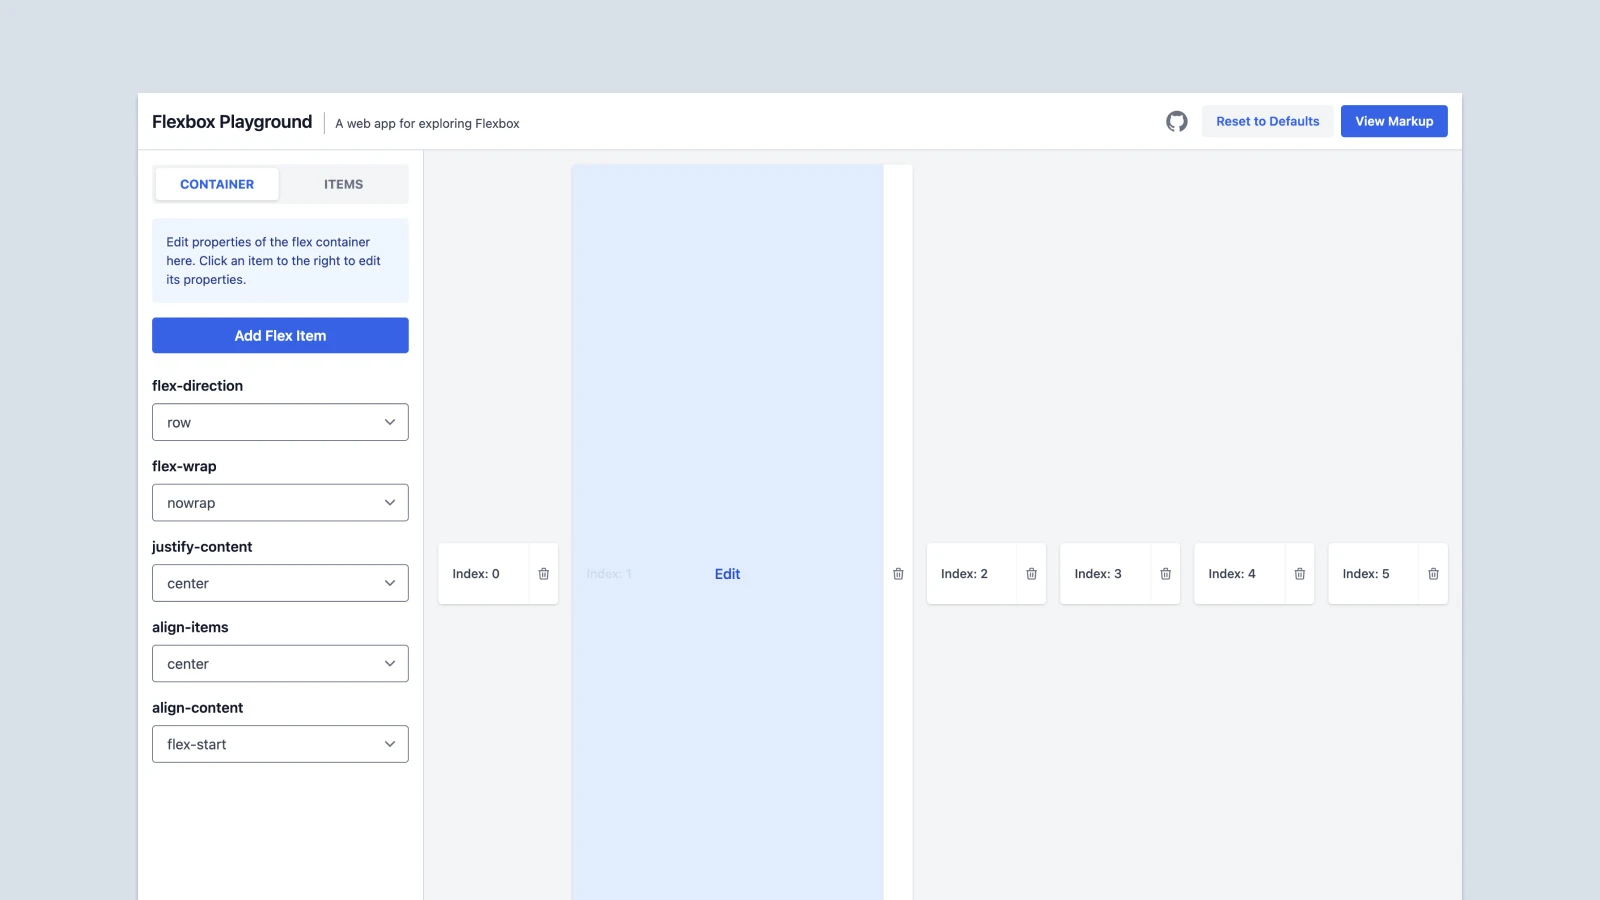 Flexbox Playground
A web app for exploring Flexbox
Reset to Defaults
View Markup
CONTAINER
ITEMS
Edit properties of the flex container
here. Click an item to the right to edit
its properties.
Add Flex Item
flex-direction
row
flex-wrap
nowrap
justify-content
center
align-items
center
align-content
flex-start
Index: 0
Index: 1
Edit
Index: 2
Index: 3
Index: 4
Index: 5